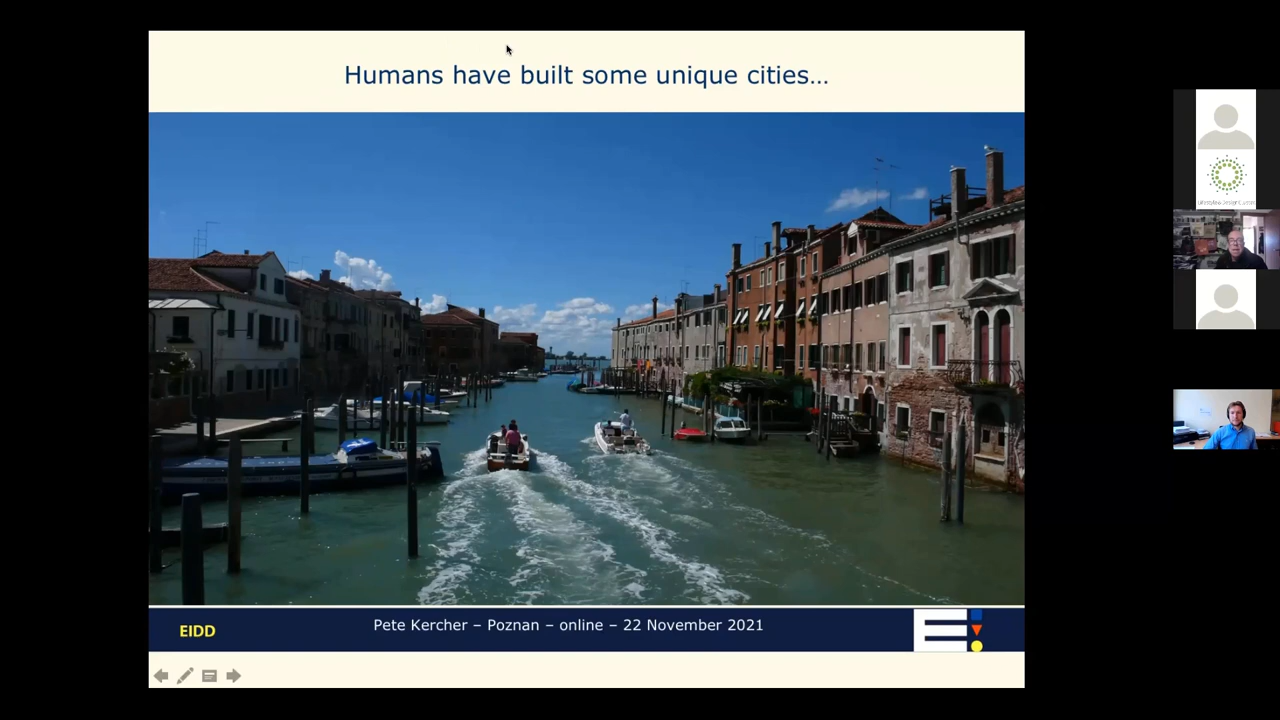 Humans have built some unique cities…
EIDD
Pete Kercher – Poznan – online – 22 November 2021